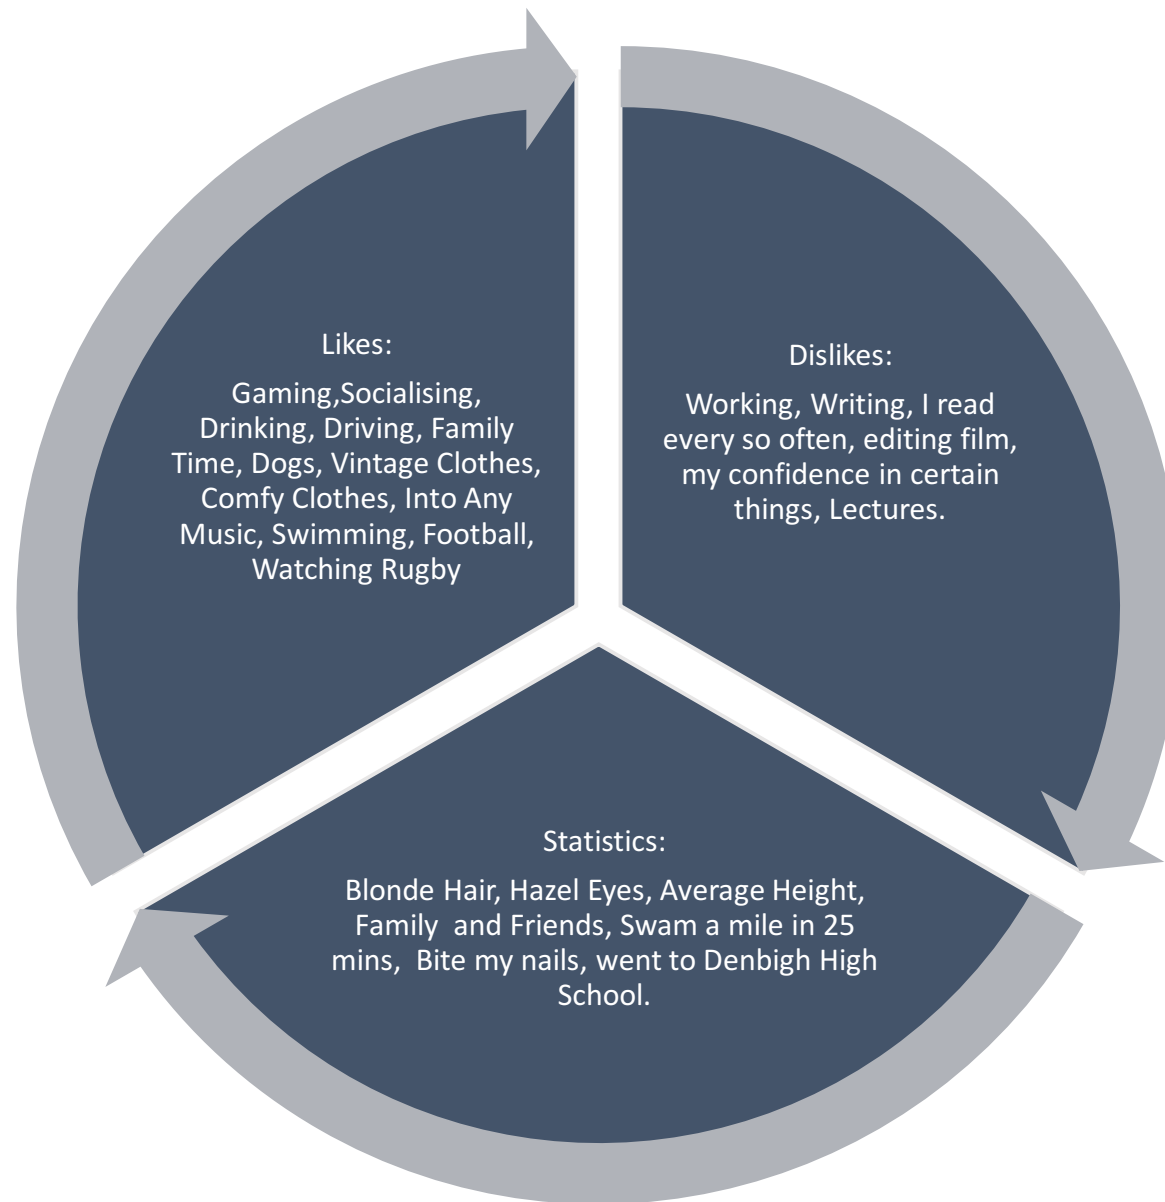 Likes:
Gaming,Socialising,
Drinking, Driving, Family
Time, Dogs, Vintage Clothes,
Comfy Clothes, Into Any
Music, Swimming, Football,
Watching Rugby
Dislikes:
Working, Writing, I read
every so often, editing film,
my confidence in certain
things, Lectures.
Statistics:
Blonde Hair, Hazel Eyes, Average Height,
Family  and Friends, Swam a mile in 25
mins,  Bite my nails, went to Denbigh High
School.